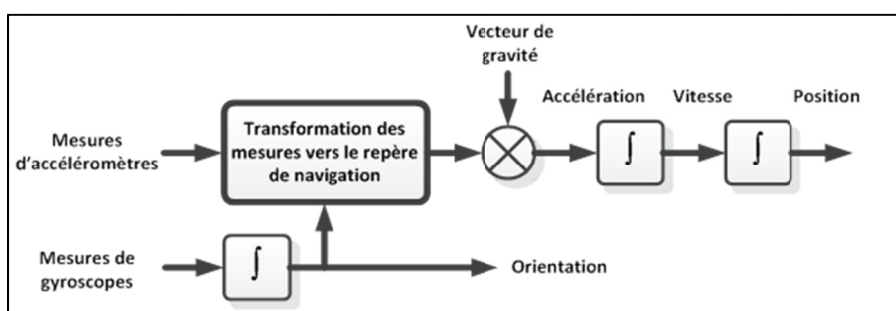 Vecteur de
gravité
Accélération
Vitesse
Position
Mesures
d'accéléromètres
Transformation des
mesures vers le repère
de navigation
∫
∫
Mesures de
gyroscopes
∫
Orientation